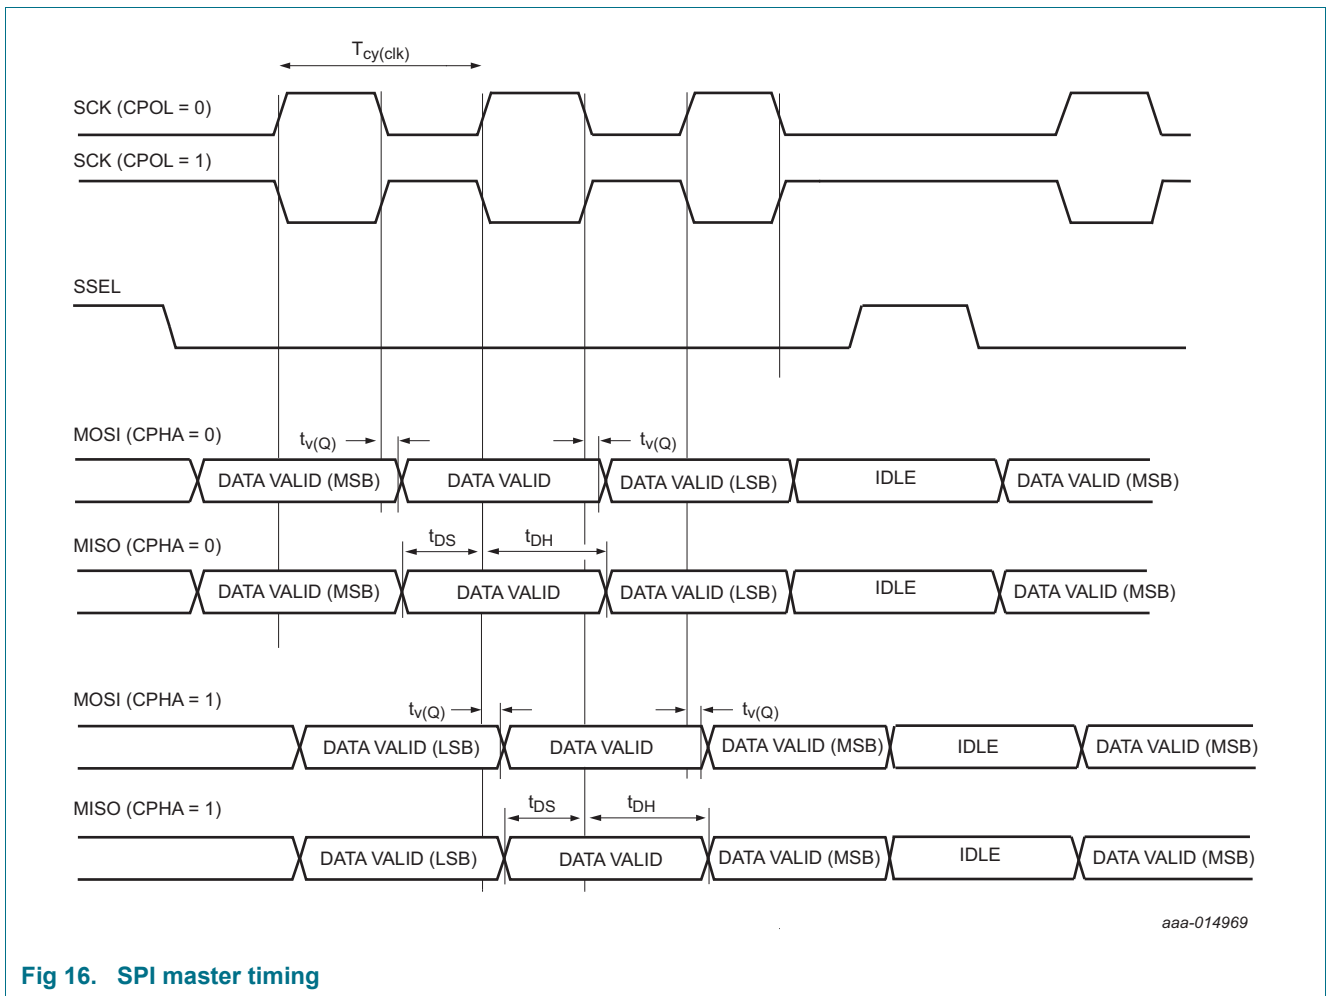 Tcy(clk)
SCK (CPOL = 0)
SCK (CPOL = 1)
SSEL
MOSI (CPHA = 0)
tv(Q) tv(Q)
DATA VALID (MSB) DATA VALID DATA VALID (LSB) IDLE DATA VALID (MSB)
MISO (CPHA = 0)
tDS tDH
DATA VALID (MSB) DATA VALID DATA VALID (LSB) IDLE DATA VALID (MSB)
MOSI (CPHA = 1)
tv(Q) tv(Q)
DATA VALID (LSB) DATA VALID DATA VALID (MSB) IDLE DATA VALID (MSB)
MISO (CPHA = 1)
tDS tDH
DATA VALID (LSB) DATA VALID DATA VALID (MSB) IDLE DATA VALID (MSB)
aaa-014969
Fig 16. SPI master timing